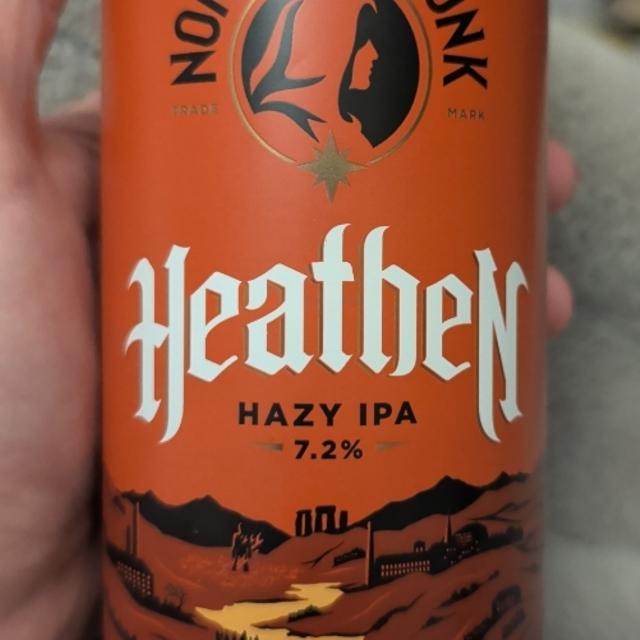 TRADE MARK
Heathen
HAZY IPA
7.2%